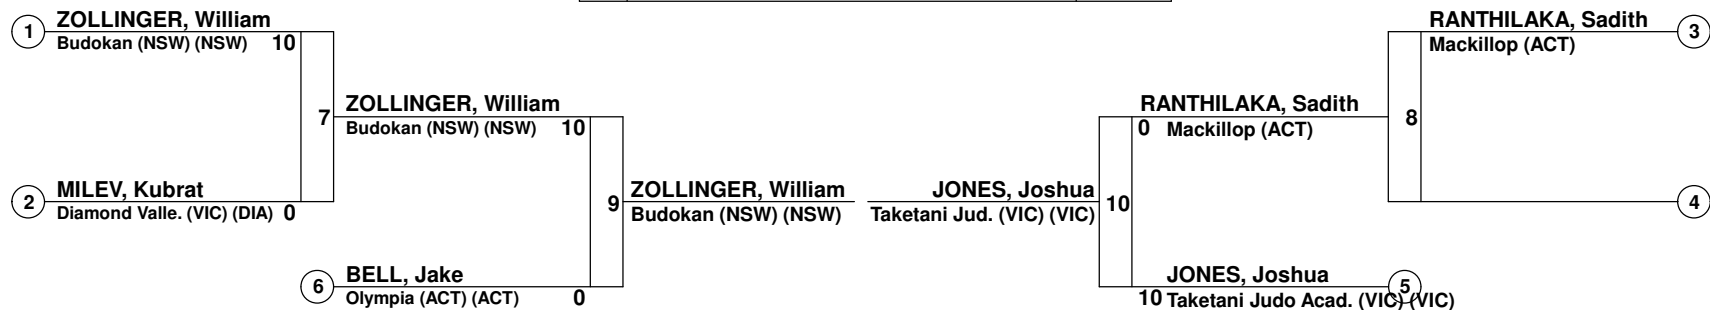 ZOLLINGER, William
1
Budokan (NSW) (NSW) 10
RANTHILAKA, Sadith
3
Mackillop (ACT)
7
ZOLLINGER, William
Budokan (NSW) (NSW) 10
RANTHILAKA, Sadith
0 Mackillop (ACT)
8
2
MILEV, Kubrat
Diamond Valle. (VIC) (DIA) 0
9
ZOLLINGER, William
Budokan (NSW) (NSW)
JONES, Joshua
Taketani Jud. (VIC) (VIC)
10
4
6
BELL, Jake
Olympia (ACT) (ACT) 0
JONES, Joshua
5
10 Taketani Judo Acad. (VIC) (VIC)